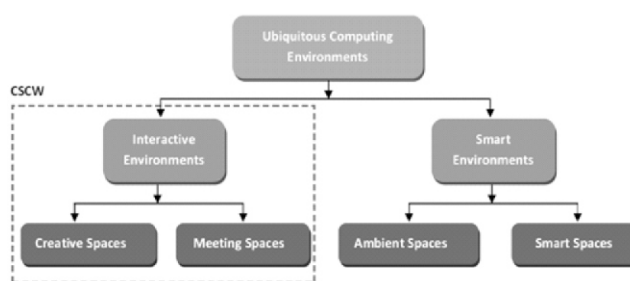 Ubiquitous Computing
Environments
CSCW
Interactive
Environments
Smart
Environments
Creative Spaces
Meeting Spaces
Ambient Spaces
Smart Spaces